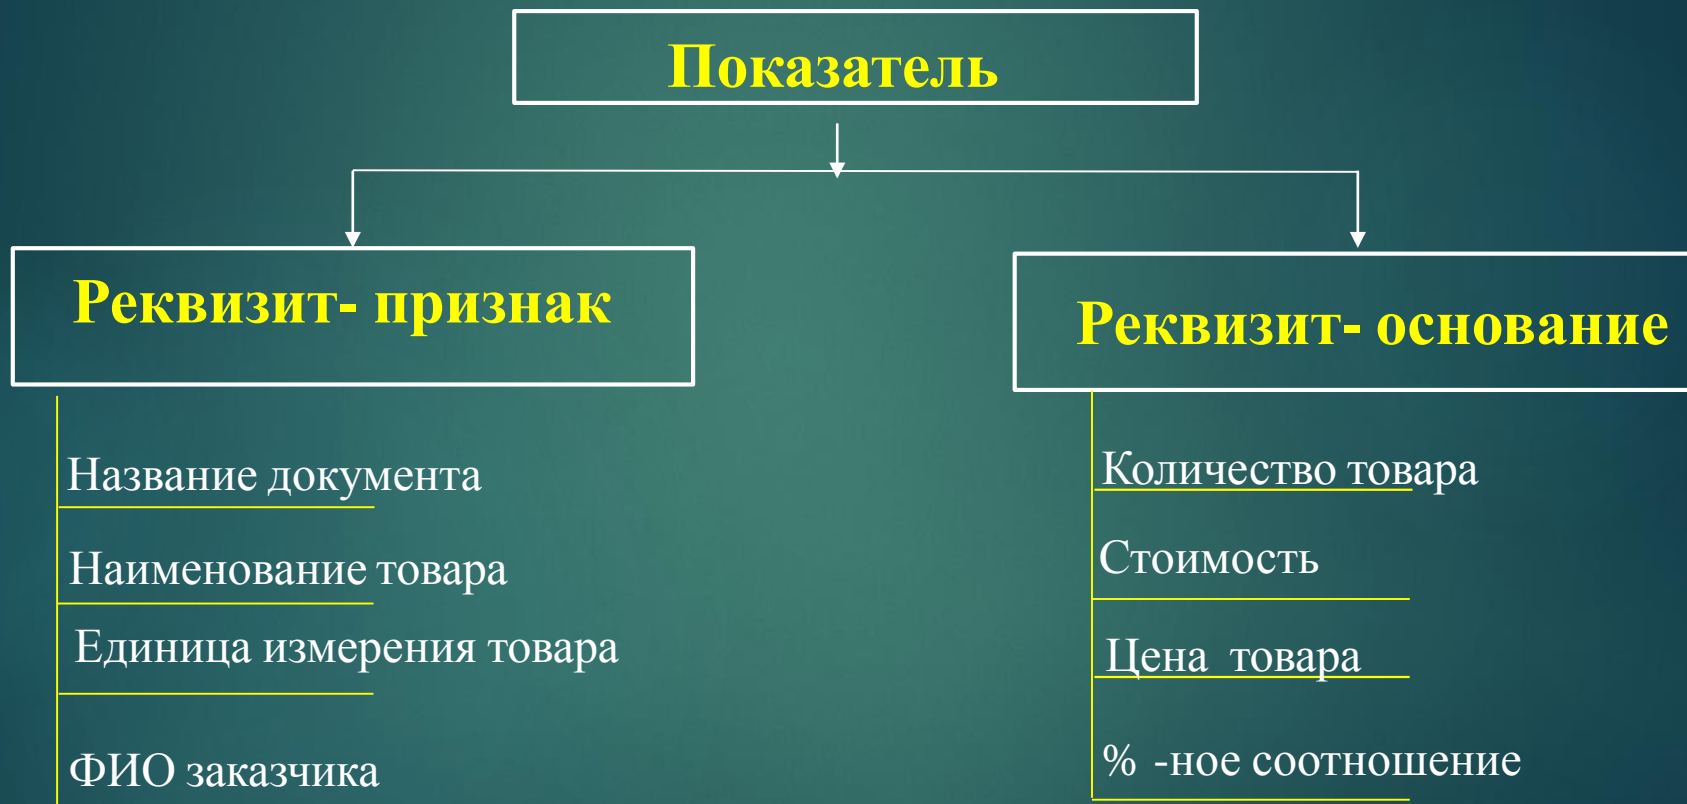 Показатель
Реквизит- признак
Реквизит- основание
Название документа
Наименование товара
Единица измерения товара
ФИО заказчика
Количество товара
Стоимость
Цена товара
% -ное соотношение